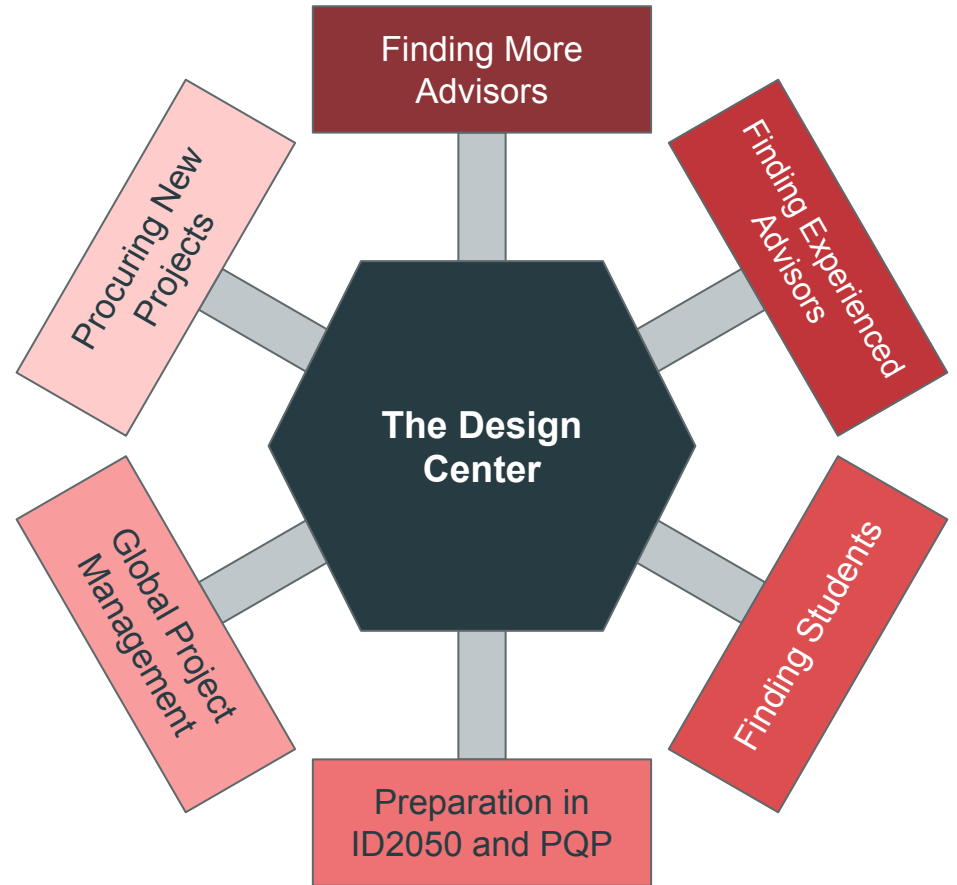 Finding More
Advisors
Finding Experienced
Advisors
Finding Students
Preparation in
ID2050 and PQP
Global Project
Management
Procuring New
Projects
The Design
Center